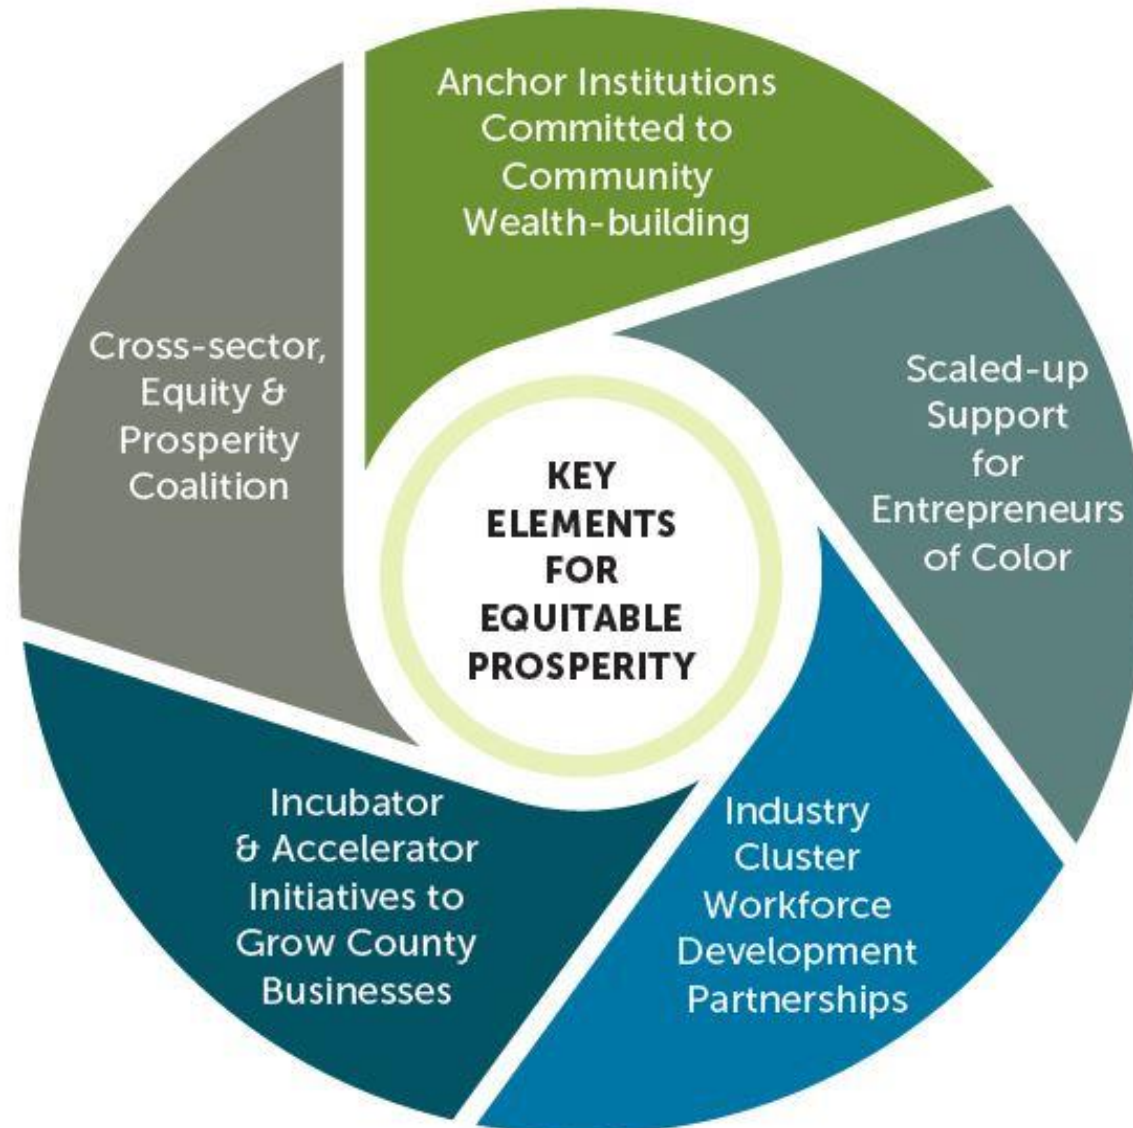 Anchor Institutions
Committed to
Community
Wealth-building
Scaled-up
Support
for
Entrepreneurs
of Color
Industry
Cluster
Workforce
Development
Partnerships
Incubator
& Accelerator
Initiatives to
Grow County
Businesses
Cross-sector,
Equity &
Prosperity
Coalition
KEY
ELEMENTS
FOR
EQUITABLE
PROSPERITY